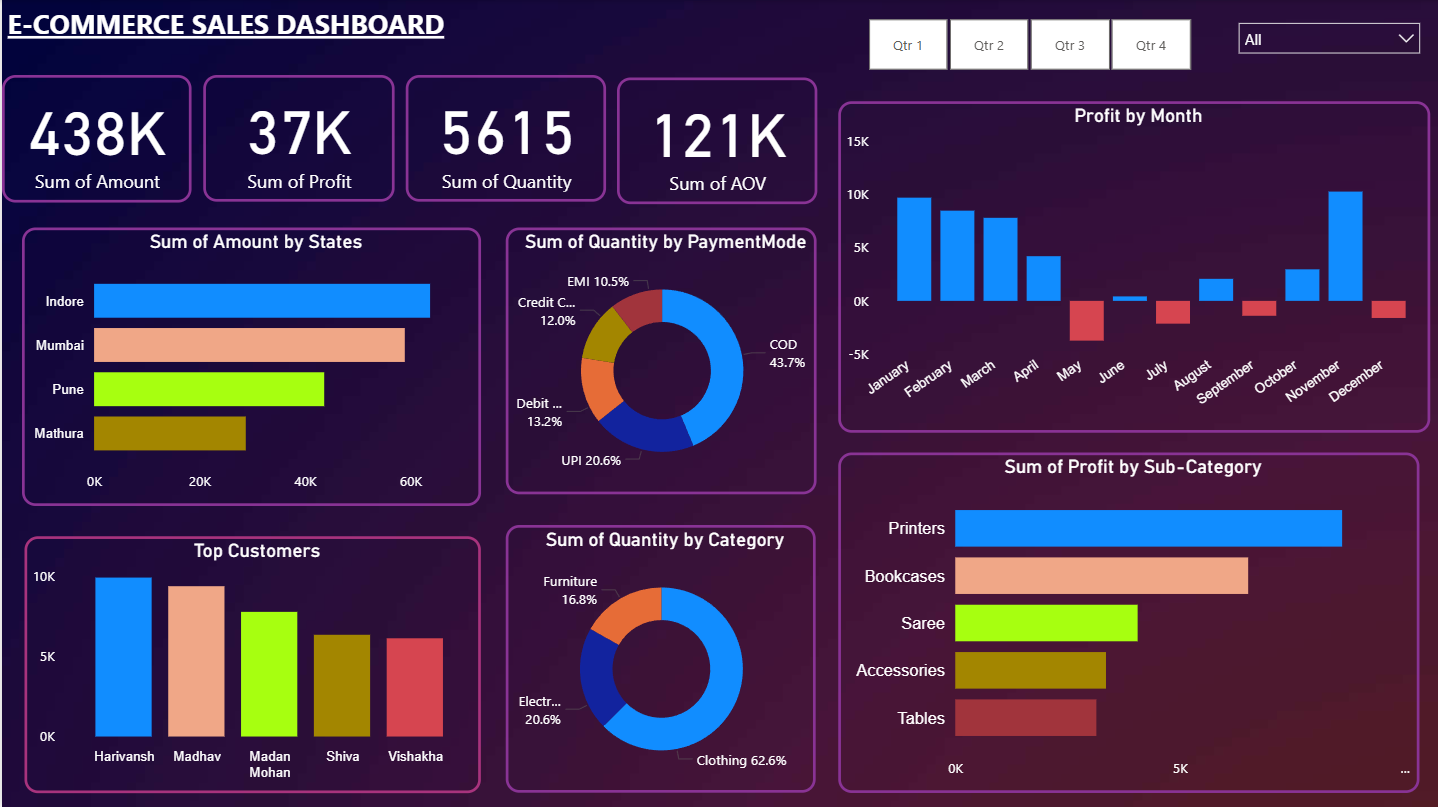 E-COMMERCE SALES DASHBOARD
Qtr 1
Qtr 2
Qtr 3
Qtr 4
All
438K
Sum of Amount
37K
Sum of Profit
5615
Sum of Quantity
121K
Sum of AOV
Profit by Month
15K
10K
5K
0K
-5K
January
February
March
April
May
June
July
August
September
October
November
December
Sum of Amount by States
Indore
Mumbai
Pune
Mathura
0K
20K
40K
60K
Sum of Quantity by PaymentMode
EMI 10.5%
Credit C...
12.0%
Debit ...
13.2%
UPI 20.6%
COD
43.7%
Sum of Profit by Sub-Category
Printers
Bookcases
Saree
Accessories
Tables
0K
5K
...
Top Customers
10K
5K
0K
Harivansh
Madhav
Madan
Mohan
Shiva
Vishakha
Sum of Quantity by Category
Furniture
16.8%
Electr...
20.6%
Clothing 62.6%